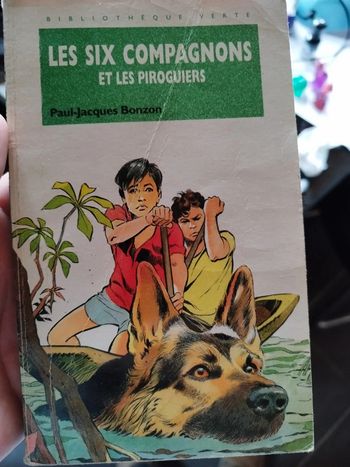 BIBLIOTHÈQUE VERTE
LES SIX COMPAGNONS
ET LES PIROGUIERS
Paul-Jacques Bonzon